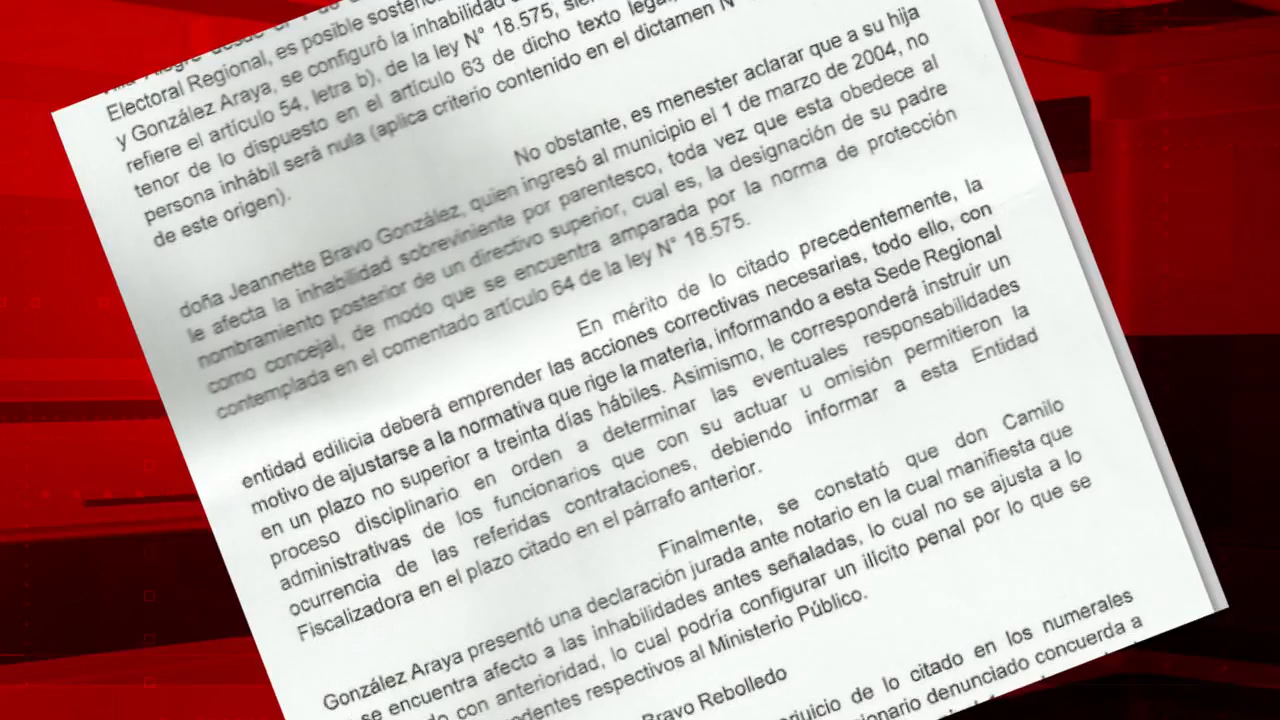 Electoral Regional, es posible
y González Araya, se configuró la inhabilidad
refiere el artículo 54, letra b), de la ley N° 18.575,
tenor de lo dispuesto en el artículo 63 de dicho texto legal,
persona inhábil será nula (aplica criterio contenido en el dictamen N°
de este origen).
No obstante, es menester aclarar que a su hija
doña Jeannette Bravo González, quien ingresó al municipio el 1 de marzo de 2004, no
le afecta la inhabilidad sobreviniente por parentesco, toda vez que esta obedece al
nombramiento posterior de un directivo superior, cual es, la designación de su padre
como concejal, de modo que se encuentra amparada por la norma de protección
contemplada en el comentado artículo 64 de la ley N° 18.575.
En mérito de lo citado precedentemente, la
entidad edilicia deberá emprender las acciones correctivas necesarias, todo ello, con
motivo de ajustarse a la normativa que rige la materia, informando a esta Sede Regional
en un plazo no superior a treinta días hábiles. Asimismo, le corresponderá instruir un
proceso disciplinario en orden a determinar las eventuales responsabilidades
administrativas de los funcionarios que con su actuar u omisión permitieron la
ocurrencia de las referidas contrataciones, debiendo informar a esta Entidad
Fiscalizadora en el plazo citado en el párrafo anterior.
Finalmente, se constató que don Camilo
González Araya presentó una declaración jurada ante notario en la cual manifiesta que
se encuentra afecto a las inhabilidades antes señaladas, lo cual no se ajusta a lo
con anterioridad, lo cual podría configurar un ilícito penal por lo que se
respectivos al Ministerio Público.
Bravo Rebolledo
de lo citado en los numerales
denunciado concuerda a